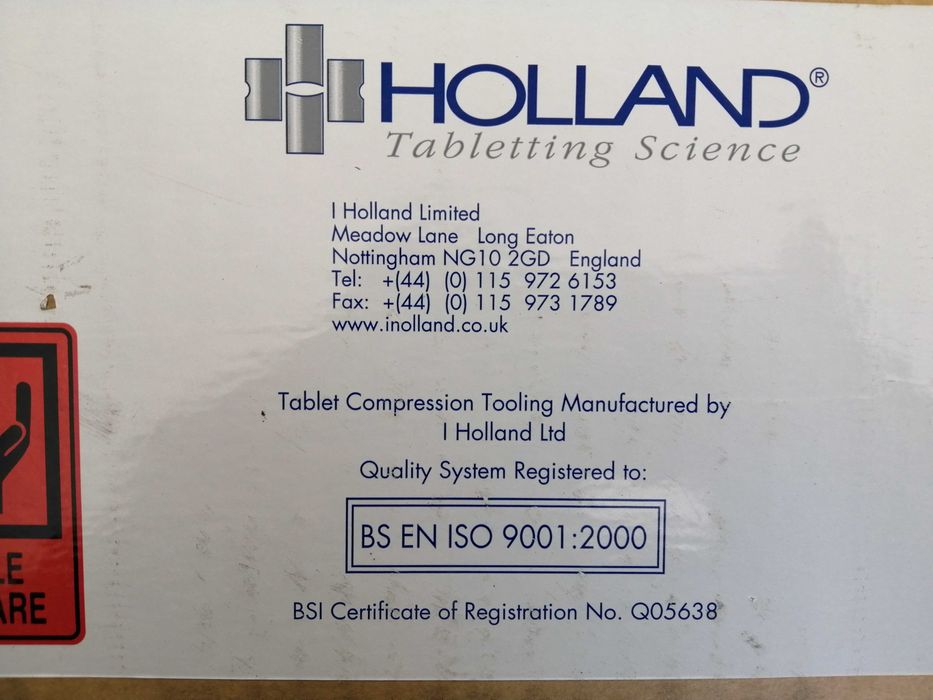 HOLLAND®
Tabletting Science
I Holland Limited
Meadow Lane Long Eaton
Nottingham NG10 2GD England
Tel: +(44) (0) 115 972 6153
Fax: +(44) (0) 115 973 1789
www.inolland.co.uk
Tablet Compression Tooling Manufactured by
I Holland Ltd
Quality System Registered to:
BS EN ISO 9001:2000
BSI Certificate of Registration No. Q05638
LE
ARE